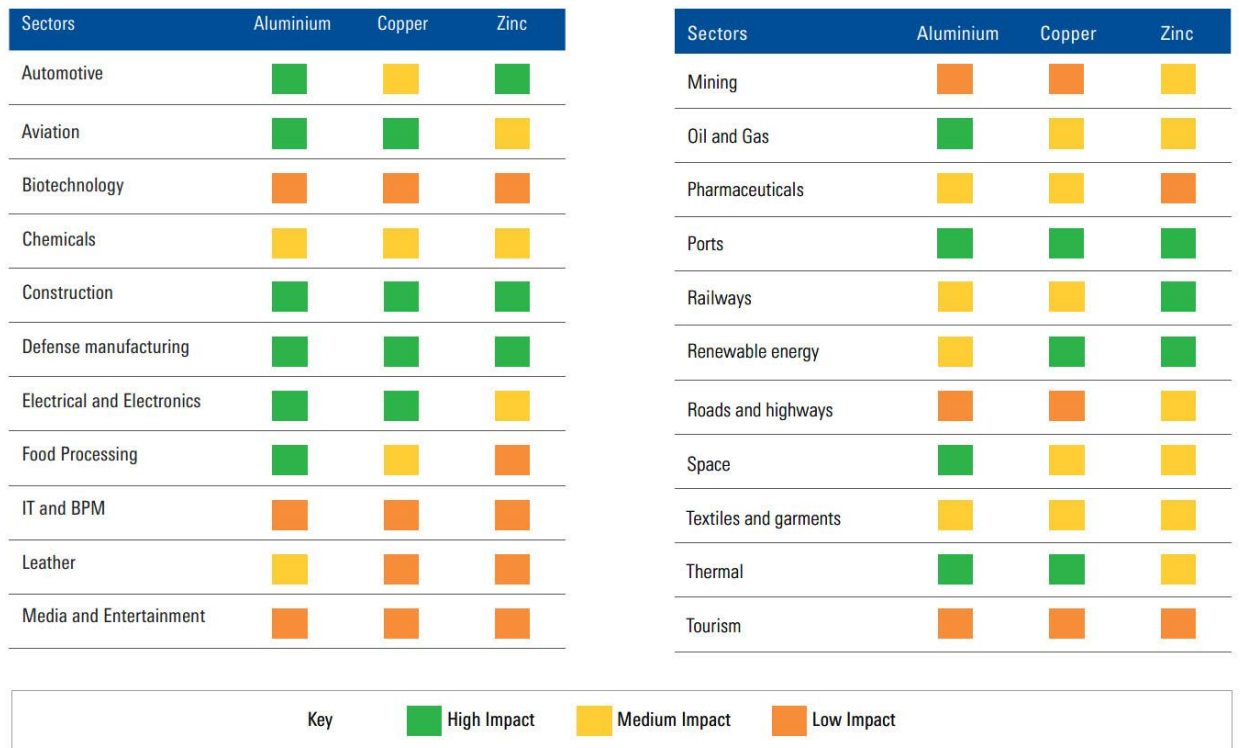 Sectors Aluminium Copper Zinc
Automotive
Aviation
Biotechnology
Chemicals
Construction
Defense manufacturing
Electrical and Electronics
Food Processing
IT and BPM
Leather
Media and Entertainment
Sectors Aluminium Copper Zinc
Mining
Oil and Gas
Pharmaceuticals
Ports
Railways
Renewable energy
Roads and highways
Space
Textiles and garments
Thermal
Tourism
Key High Impact Medium Impact Low Impact